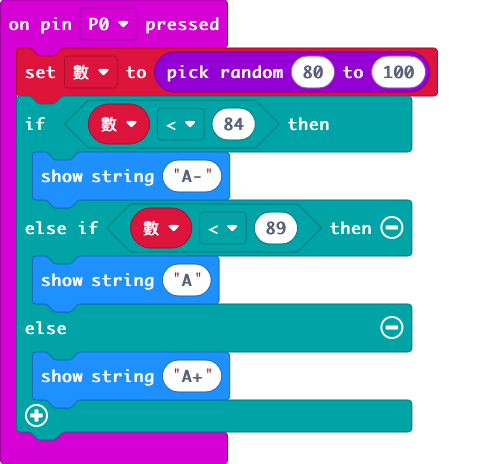 on pin P0 pressed
set 數 to pick random 80 to 100
if 數 < 84 then
show string "A-"
else if 數 < 89 then
show string "A"
else
show string "A+"